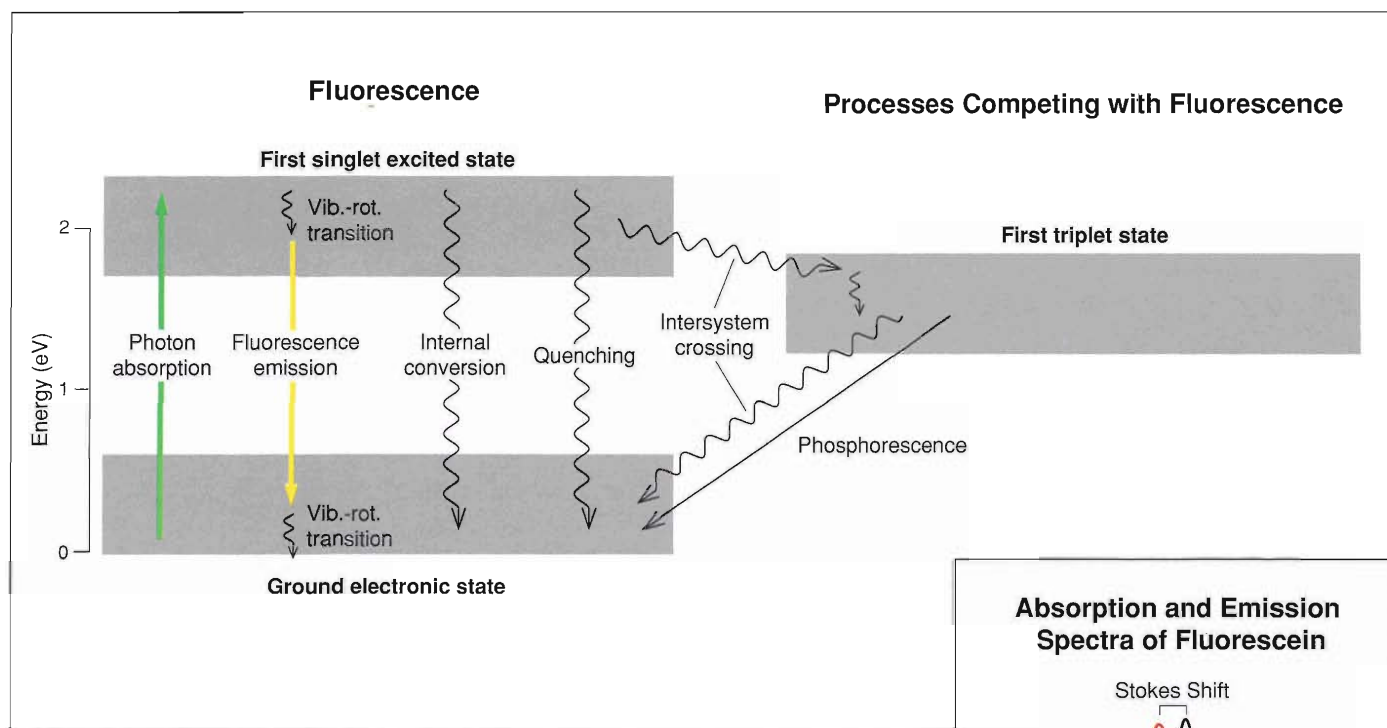 Fluorescence
Processes Competing with Fluorescence
First singlet excited state
Vib.-rot.
transition
2
First triplet state
Photon
absorption
Fluorescence
emission
Internal
conversion
Quenching
Intersystem
crossing
Energy (eV)
1
Phosphorescence
Vib.-rot.
transition
0
Ground electronic state
Absorption and Emission
Spectra of Fluorescein
Stokes Shift